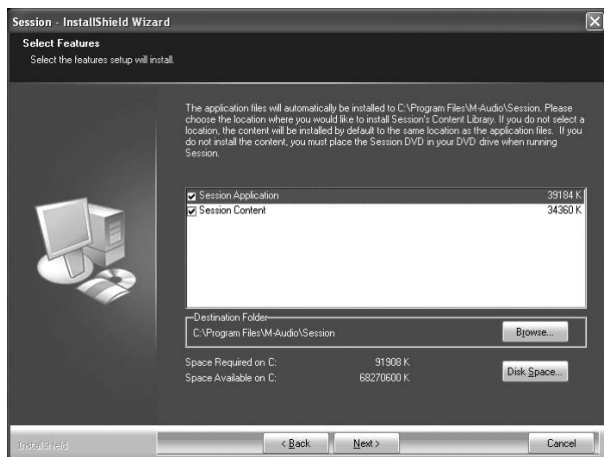 Session - InstallShield Wizard
Select Features
Select the features setup will install.
The application files will automatically be installed to C:\Program Files\M-Audio\Session. Please
choose the location where you would like to install Session's Content Library. If you do not select a
location, the content will be installed by default to the same location as the application files. If you
do not install the content, you must place the Session DVD in your DVD drive when running
Session.
Session Application 39184 K
Session Content 34360 K
Destination Folder
C:\Program Files\M-Audio\Session Browse...
Space Required on C: 91908 K
Space Available on C: 68270600 K
Disk Space...
InstallShield
< Back Next > Cancel